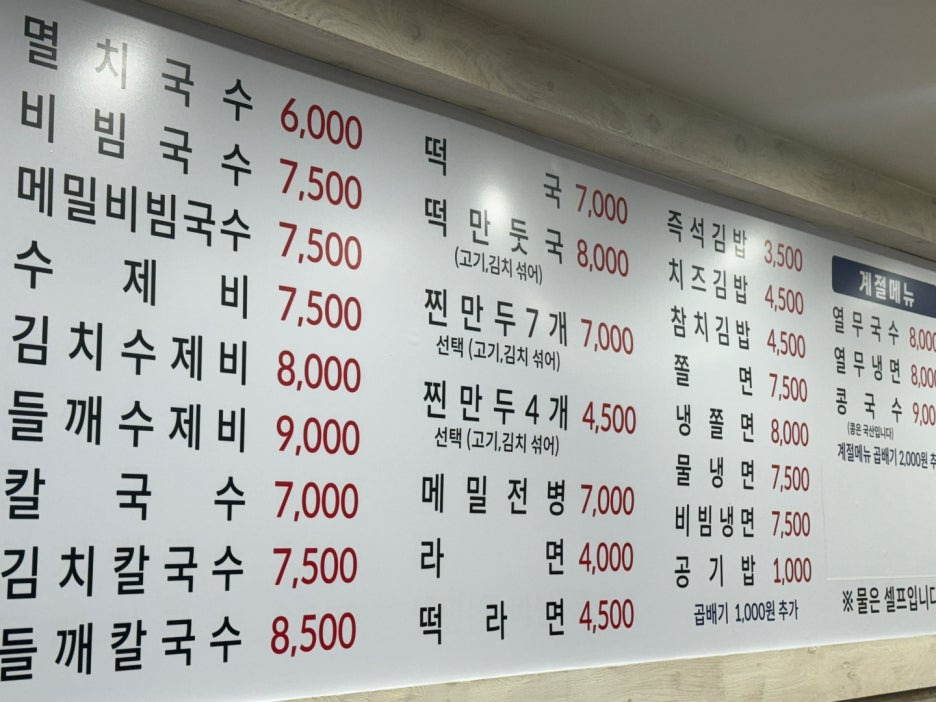 멸치국수 6,000
비빔국수 7,500
메밀비빔국수 7,500
수제비 7,500
김치수제비 8,000
들깨수제비 9,000
칼국수 7,000
김치칼국수 7,500
들깨칼국수 8,500
떡국 7,000
떡만둣국 8,000
(고기,김치 섞어)
찐만두7개 7,000
선택 (고기,김치 섞어)
찐만두4개 4,500
선택 (고기,김치 섞어)
메밀전병 7,000
라면 4,000
떡라면 4,500
즉석김밥 3,500
치즈김밥 4,500
참치김밥 4,500
쫄면 7,500
냉쫄면 8,000
물냉면 7,500
비빔냉면 7,500
공기밥 1,000
곱배기 1,000원 추가
계절메뉴
열무국수 8,000
열무냉면 8,000
콩국수 9,00
(콩은 국산입니다)
계절메뉴 곱배기 2,000원 추
※물은 셀프입니다